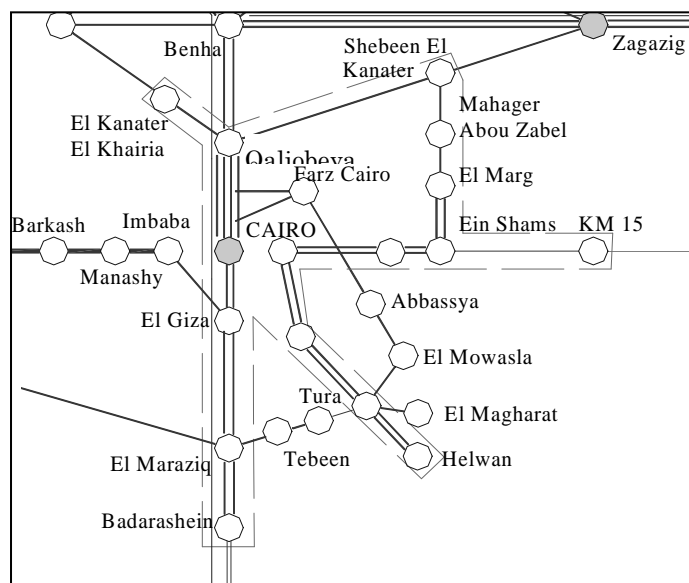 Benha
Shebeen El
Kanater
Zagazig
Mahager
Abou Zabel
El Kanater
El Khairia
Qaliobeya
Farz Cairo
El Marg
Barkash
Imbaba
CAIRO
Ein Shams
KM 15
Manashy
El Giza
Abbassya
El Mowasla
Tura
El Magharat
El Maraziq
Tebeen
Helwan
Badarashein